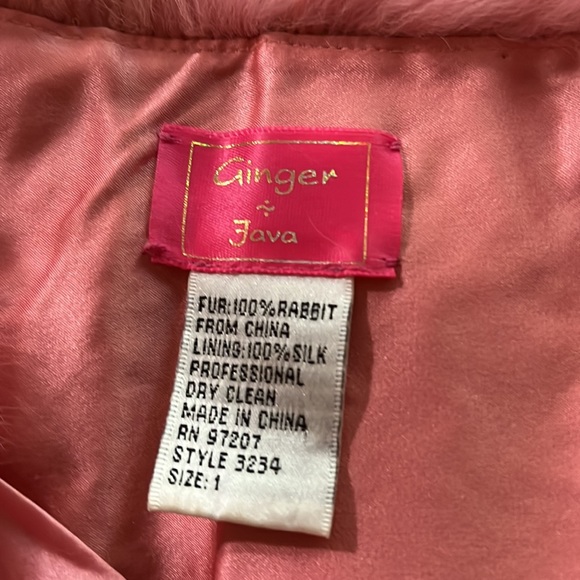 Ginger
~
Java
FUR:100%RABBIT
FROM CHINA
LINING:100%SILK
PROFESSIONAL
DRY CLEAN
MADE IN CHINA
RN 97207
STYLE 3234
SIZE: 1